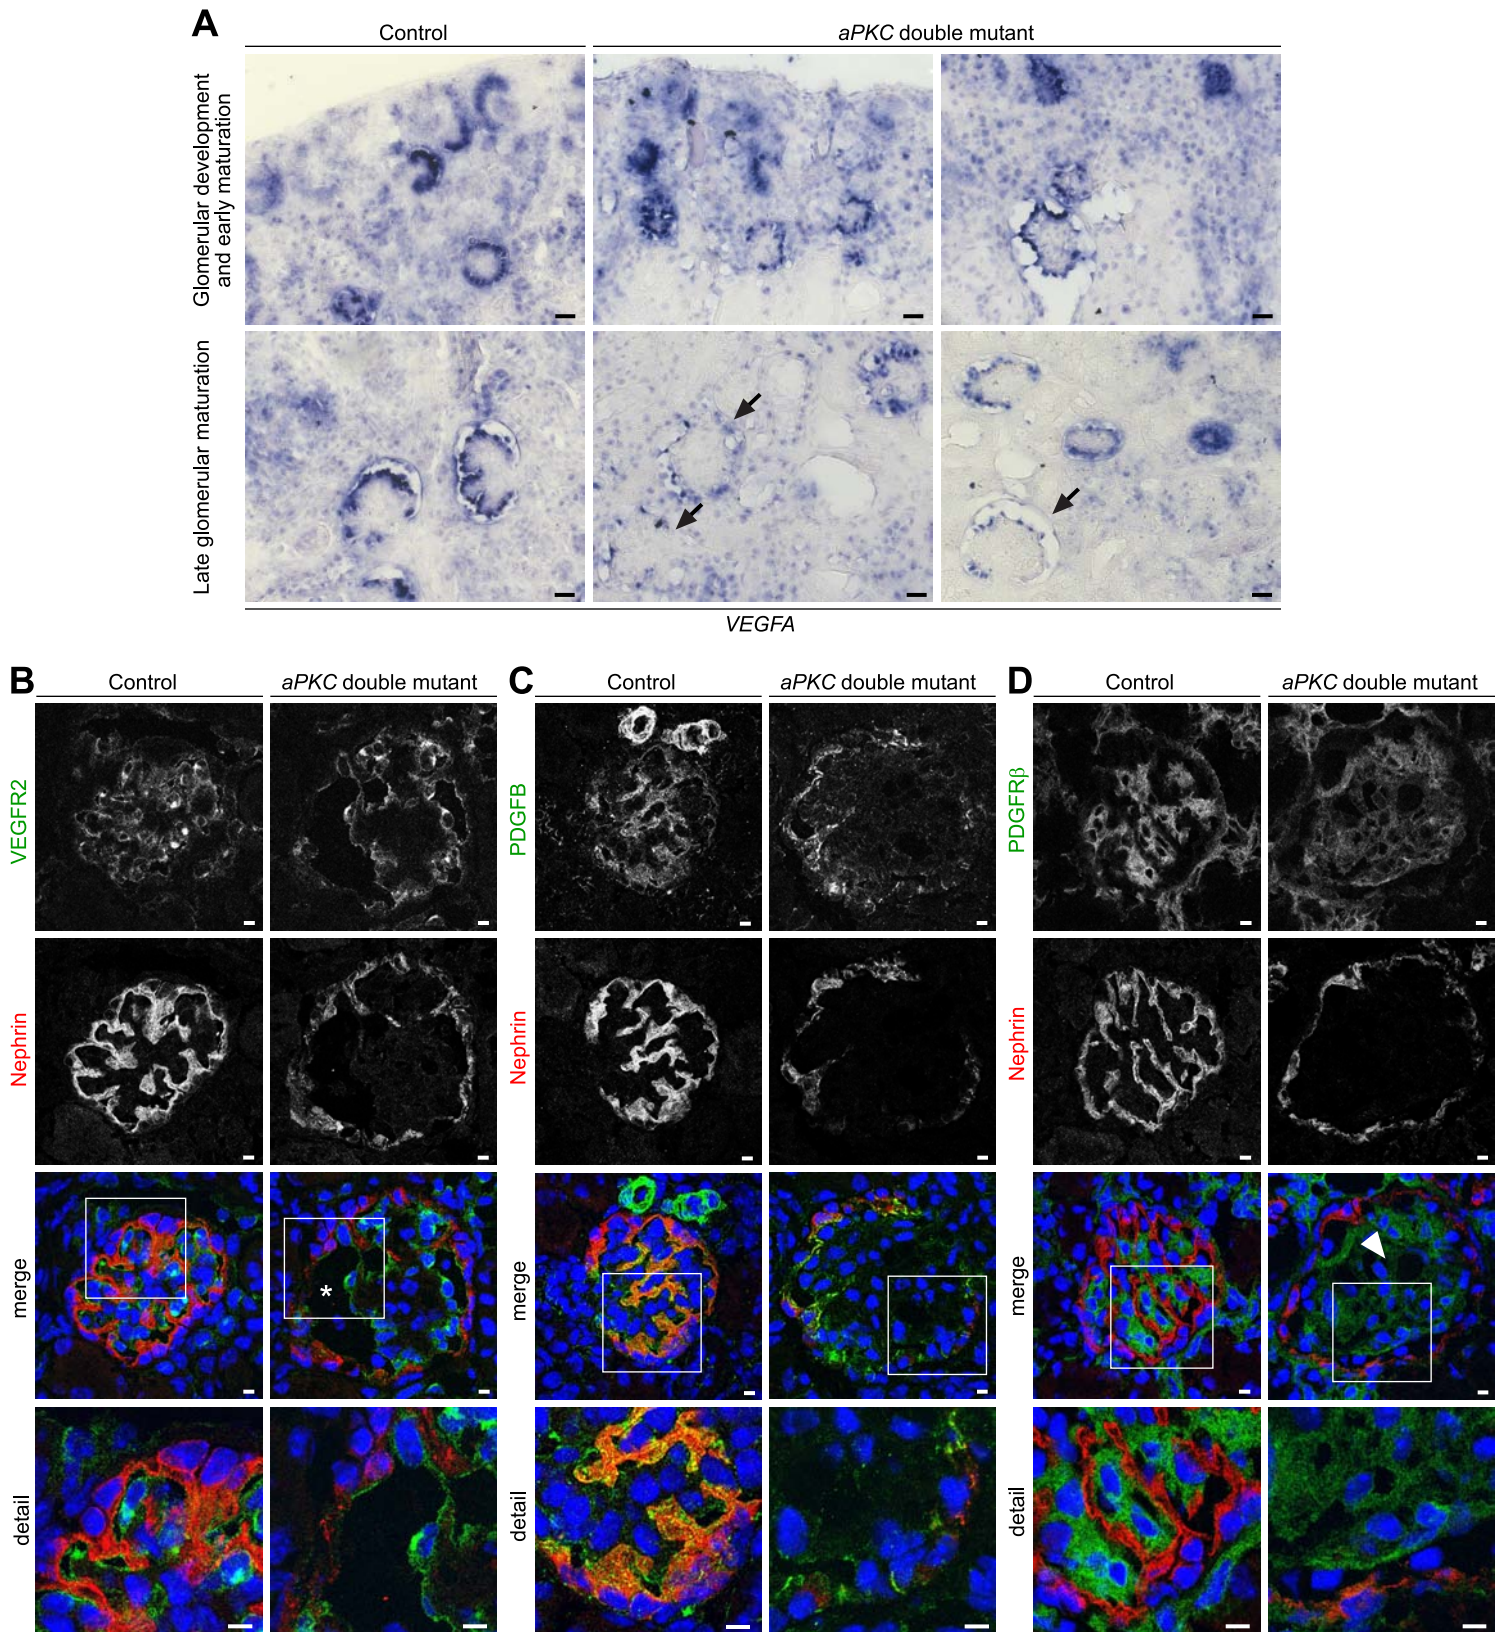 A
Control
aPKC double mutant
Glomerular development
and early maturation
Late glomerular maturation
VEGFA
B
Control
aPKC double mutant
C
Control
aPKC double mutant
D
Control
aPKC double mutant
VEGFR2
PDGFB
PDGFRβ
Nephrin
Nephrin
Nephrin
merge
*
merge
merge
detail
detail
detail